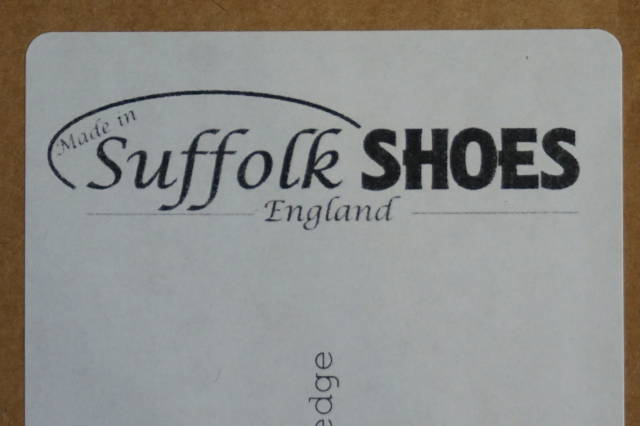 Made in
Suffolk SHOES
England
edge